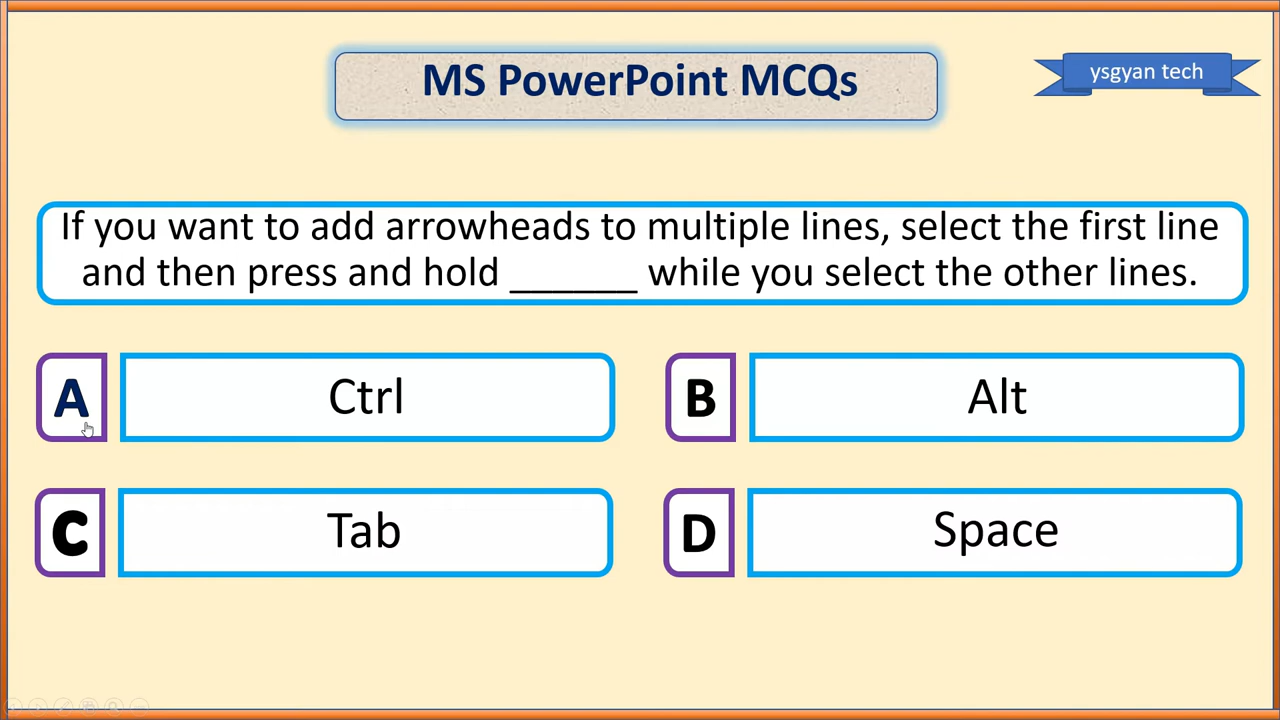 MS PowerPoint MCQs
ysgyan tech
If you want to add arrowheads to multiple lines, select the first line
and then press and hold ______ while you select the other lines.
A
Ctrl
B
Alt
C
Tab
D
Space